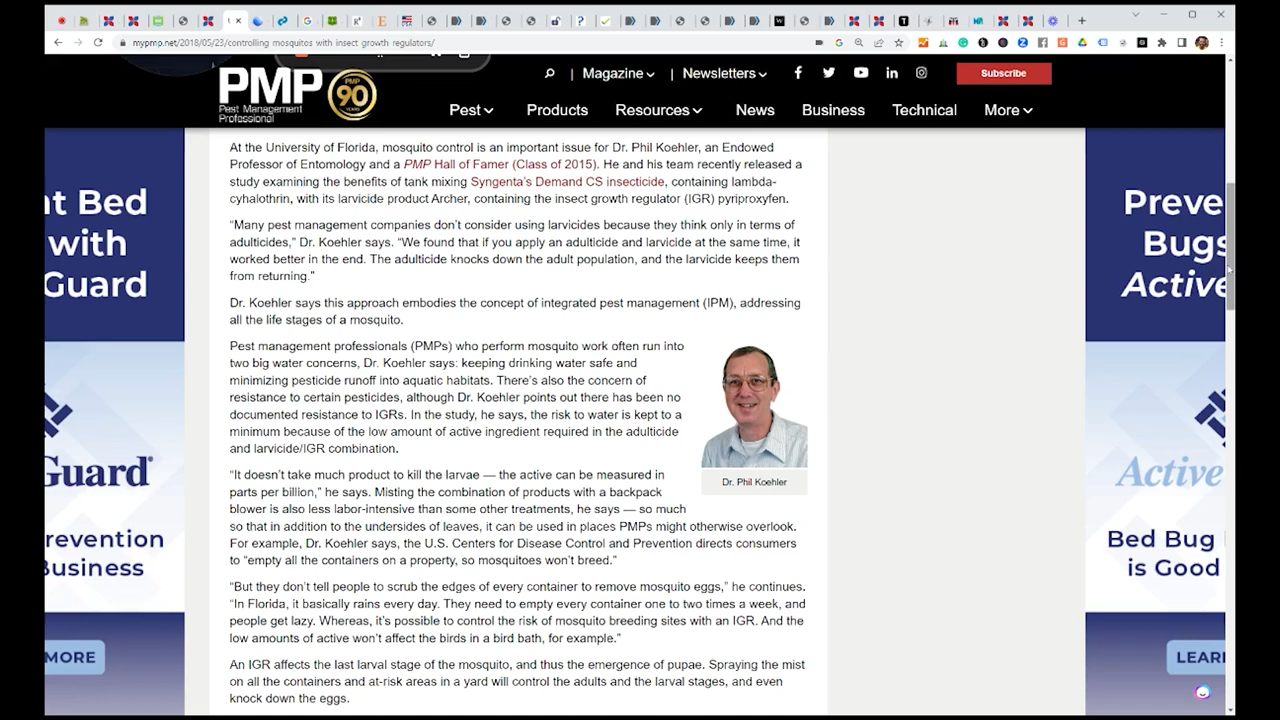 mypmp.net/2018/05/23/controlling mosquitos with insect growth regulators/
PMP
Pest Management
Professional
PMP
90
YEARS
Magazine
Newsletters
Subscribe
Pest
Products
Resources
News
Business
Technical
More
At the University of Florida, mosquito control is an important issue for Dr. Phil Koehler, an Endowed
Professor of Entomology and a PMP Hall of Famer (Class of 2015). He and his team recently released a
study examining the benefits of tank mixing Syngenta's Demand CS insecticide, containing lambda-
cyhalothrin, with its larvicide product Archer, containing the insect growth regulator (IGR) pyriproxyfen.
“Many pest management companies don't consider using larvicides because they think only in terms of
adulticides,” Dr. Koehler says. “We found that if you apply an adulticide and larvicide at the same time, it
worked better in the end. The adulticide knocks down the adult population, and the larvicide keeps them
from returning.”
Dr. Koehler says this approach embodies the concept of integrated pest management (IPM), addressing
all the life stages of a mosquito.
Pest management professionals (PMPs) who perform mosquito work often run into
two big water concerns, Dr. Koehler says: keeping drinking water safe and
minimizing pesticide runoff into aquatic habitats. There's also the concern of
resistance to certain pesticides, although Dr. Koehler points out there has been no
documented resistance to IGRs. In the study, he says, the risk to water is kept to a
minimum because of the low amount of active ingredient required in the adulticide
and larvicide/IGR combination.
Dr. Phil Koehler
“It doesn't take much product to kill the larvae — the active can be measured in
parts per billion,” he says. Misting the combination of products with a backpack
blower is also less labor-intensive than some other treatments, he says — so much
so that in addition to the undersides of leaves, it can be used in places PMPs might otherwise overlook.
For example, Dr. Koehler says, the U.S. Centers for Disease Control and Prevention directs consumers
to “empty all the containers on a property, so mosquitoes won't breed.”
“But they don't tell people to scrub the edges of every container to remove mosquito eggs,” he continues.
“In Florida, it basically rains every day. They need to empty every container one to two times a week, and
people get lazy. Whereas, it's possible to control the risk of mosquito breeding sites with an IGR. And the
low amounts of active won't affect the birds in a bird bath, for example.”
An IGR affects the last larval stage of the mosquito, and thus the emergence of pupae. Spraying the mist
on all the containers and at-risk areas in a yard will control the adults and the larval stages, and even
knock down the eggs.
nt Bed
with
Guard
Guard
revention
Business
MORE
Preve
Bugs
Active
Active
Bed Bug
is Good
LEARN